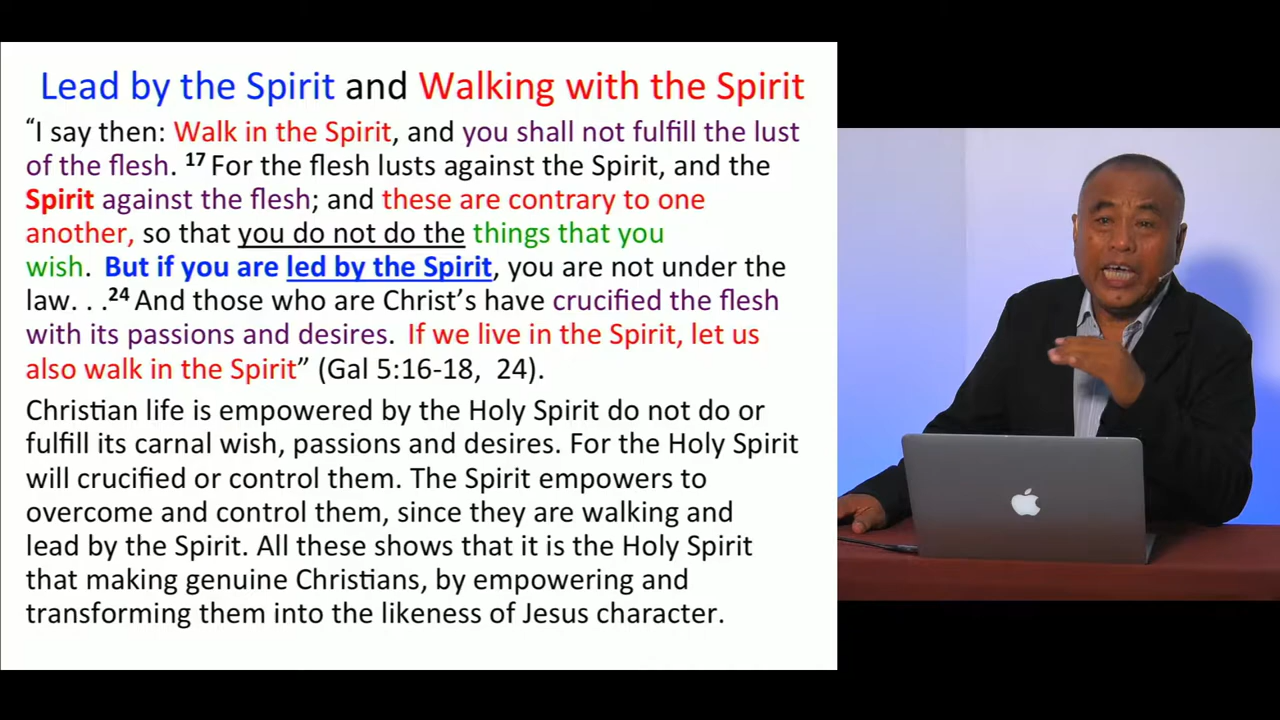 Lead by the Spirit and Walking with the Spirit
“I say then: Walk in the Spirit, and you shall not fulfill the lust
of the flesh. 17 For the flesh lusts against the Spirit, and the
Spirit against the flesh; and these are contrary to one
another, so that you do not do the things that you
wish. But if you are led by the Spirit, you are not under the
law. . .24 And those who are Christ’s have crucified the flesh
with its passions and desires. If we live in the Spirit, let us
also walk in the Spirit” (Gal 5:16-18, 24).
Christian life is empowered by the Holy Spirit do not do or
fulfill its carnal wish, passions and desires. For the Holy Spirit
will crucified or control them. The Spirit empowers to
overcome and control them, since they are walking and
lead by the Spirit. All these shows that it is the Holy Spirit
that making genuine Christians, by empowering and
transforming them into the likeness of Jesus character.